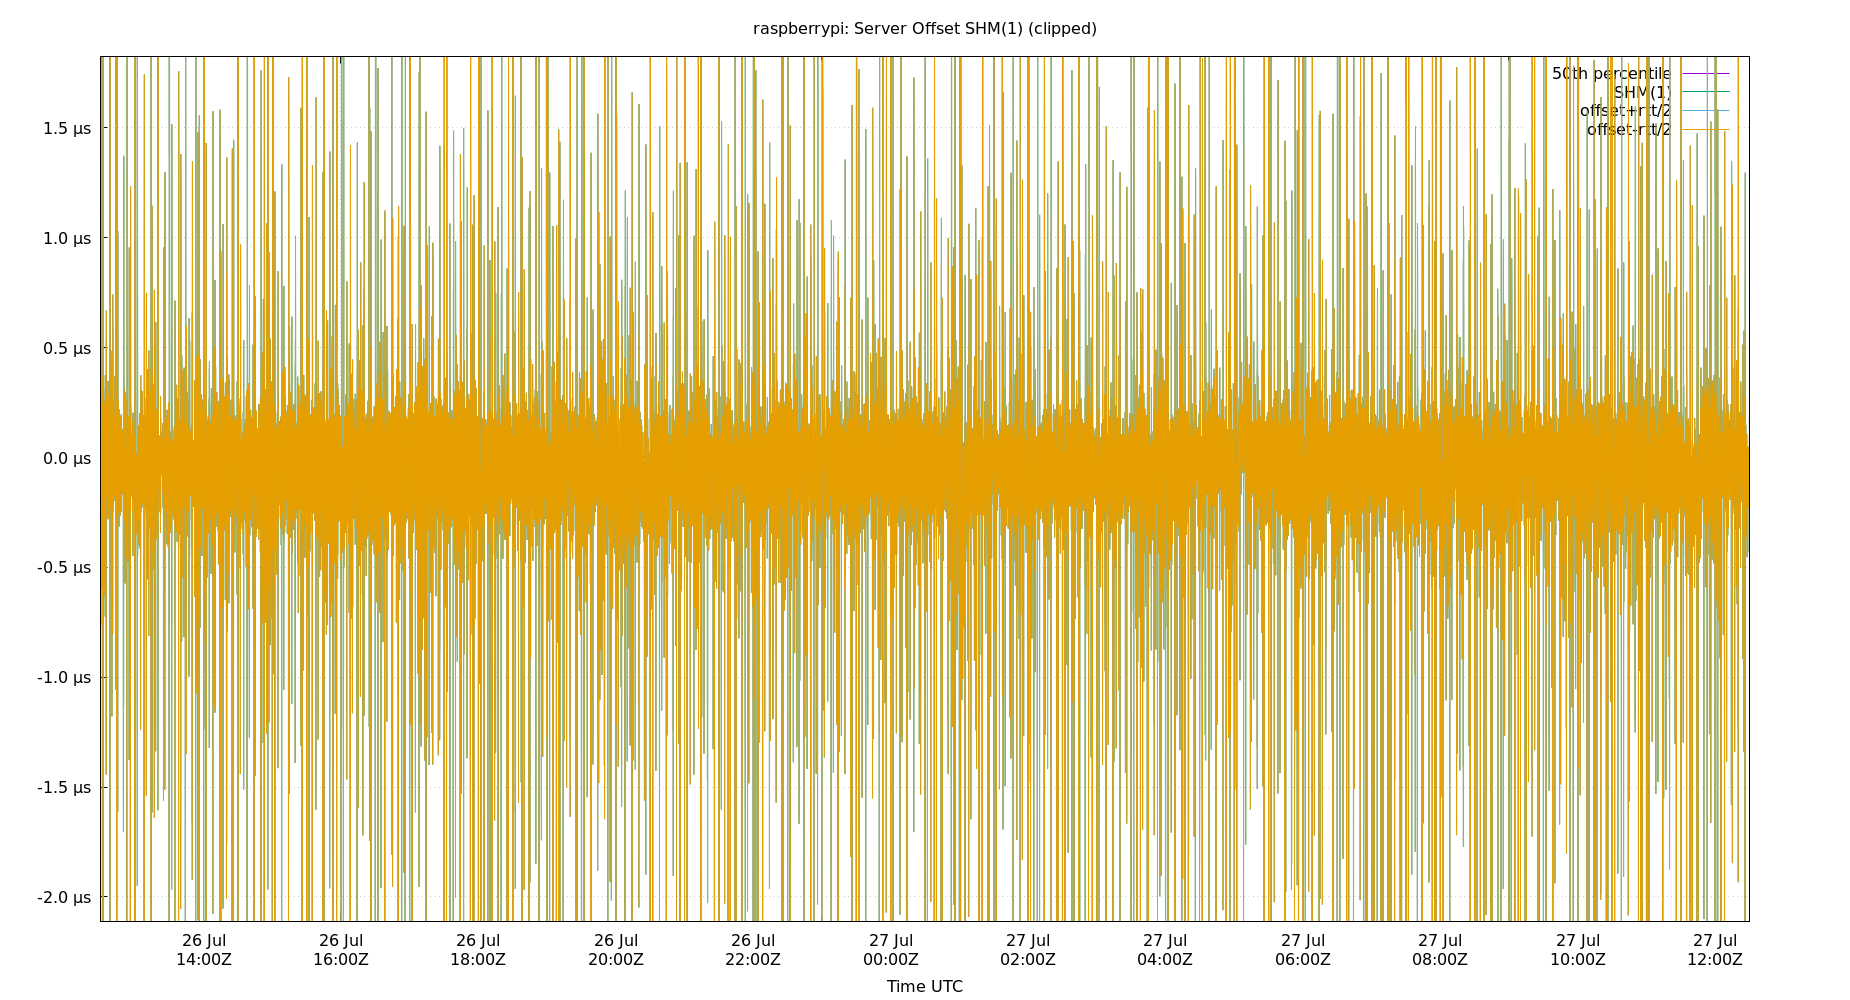 raspberrypi: Server Offset SHM(1) (clipped)
50th percentile
SHM(1)
offset+rtt/2
offset-rtt/2
1.5 µs
1.0 µs
0.5 µs
0.0 µs
-0.5 µs
-1.0 µs
-1.5 µs
-2.0 µs
26 Jul 26 Jul 26 Jul 26 Jul 26 Jul 27 Jul 27 Jul 27 Jul 27 Jul 27 Jul 27 Jul 27 Jul
14:00Z 16:00Z 18:00Z 20:00Z 22:00Z 00:00Z 02:00Z 04:00Z 06:00Z 08:00Z 10:00Z 12:00Z
Time UTC